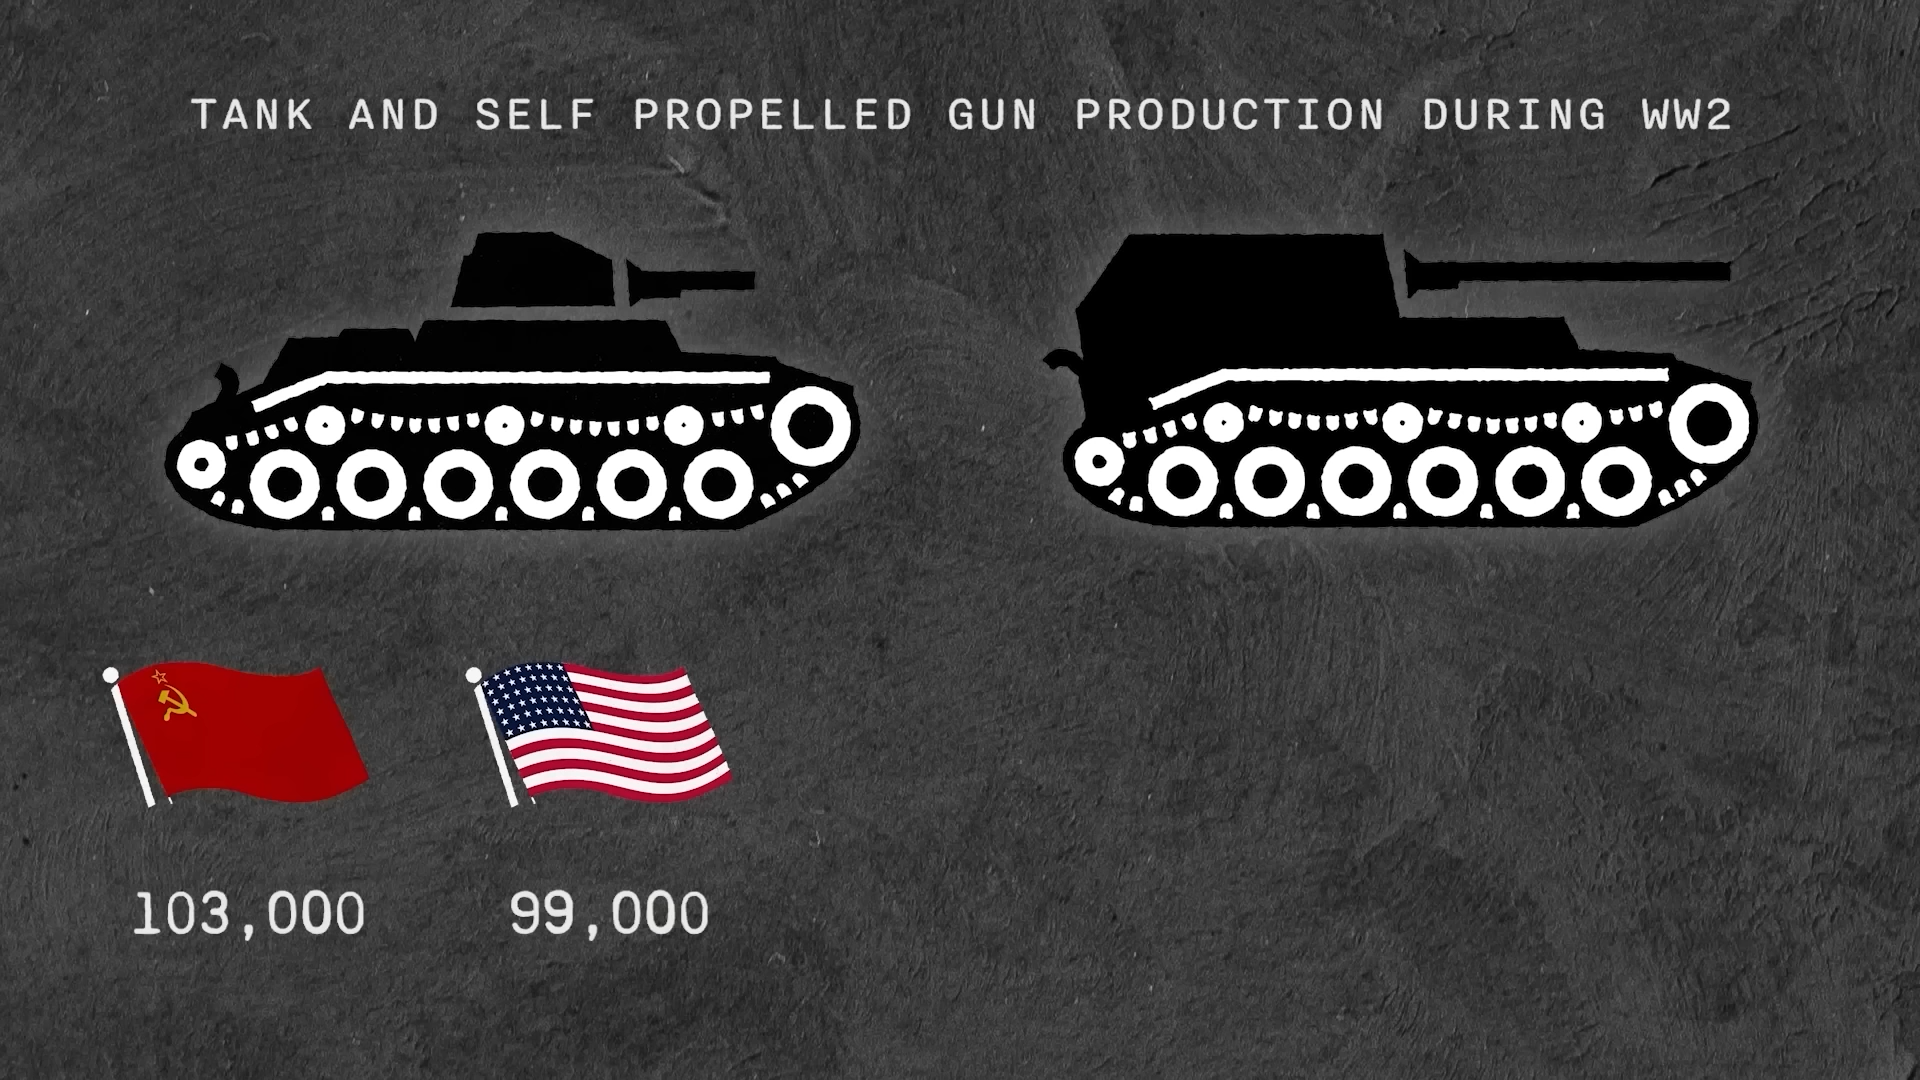 TANK AND SELF PROPELLED GUN PRODUCTION DURING WW2
103,000 99,000